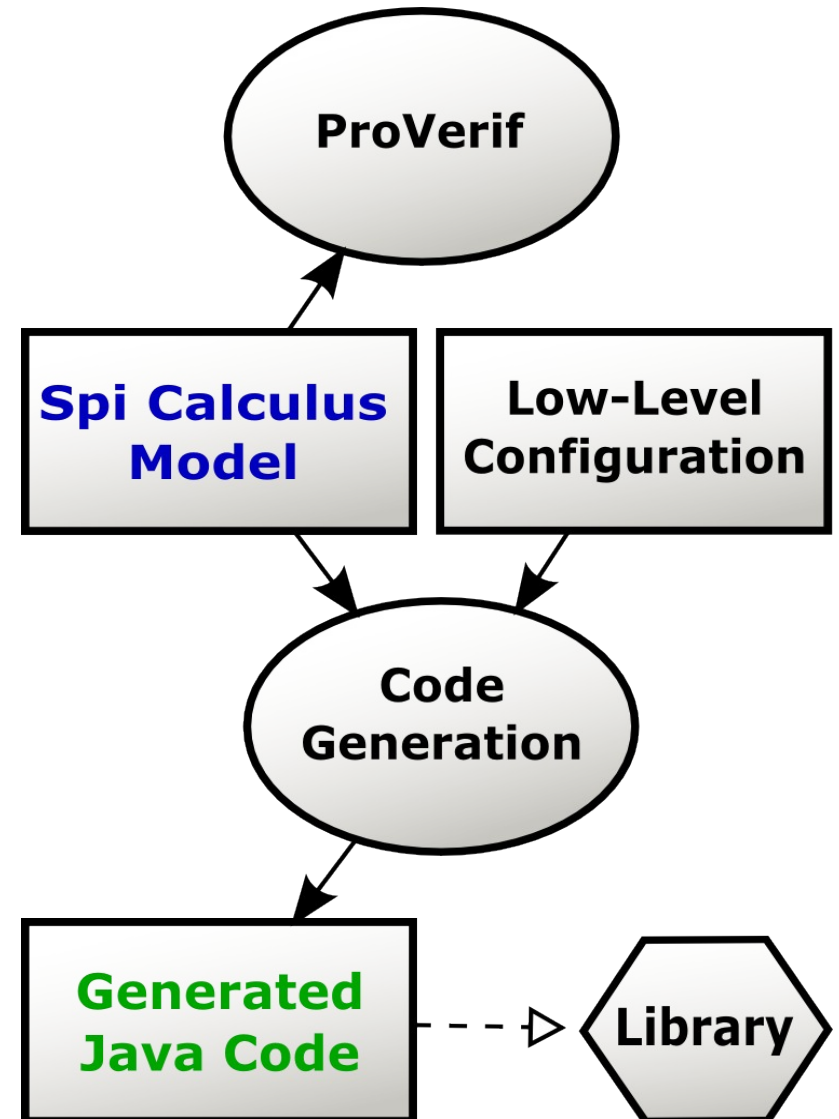 ProVerif
Spi Calculus
Model
Low-Level
Configuration
Code
Generation
Generated
Java Code
Library